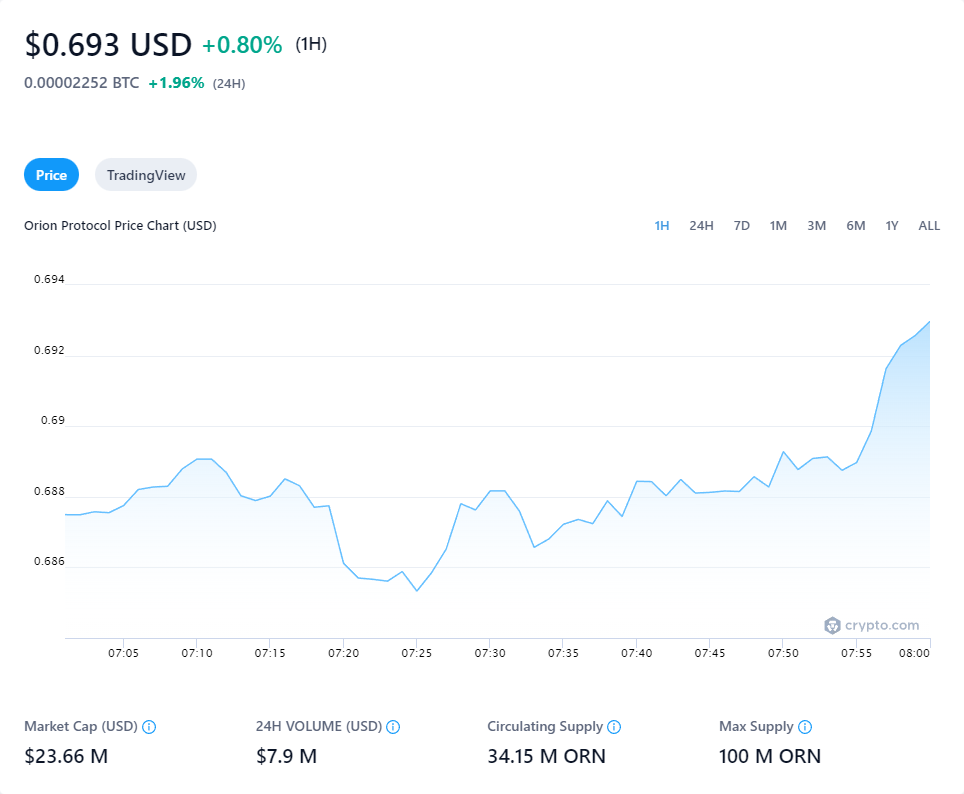 $0.693 USD +0.80% (1H)
0.00002252 BTC +1.96% (24H)
Price TradingView
Orion Protocol Price Chart (USD) 1H 24H 7D 1M 3M 6M 1Y ALL
0.694
0.692
0.69
0.688
0.686
crypto.com
07:05 07:10 07:15 07:20 07:25 07:30 07:35 07:40 07:45 07:50 07:55 08:00
Market Cap (USD) 24H VOLUME (USD) Circulating Supply Max Supply
$23.66 M $7.9 M 34.15 M ORN 100 M ORN